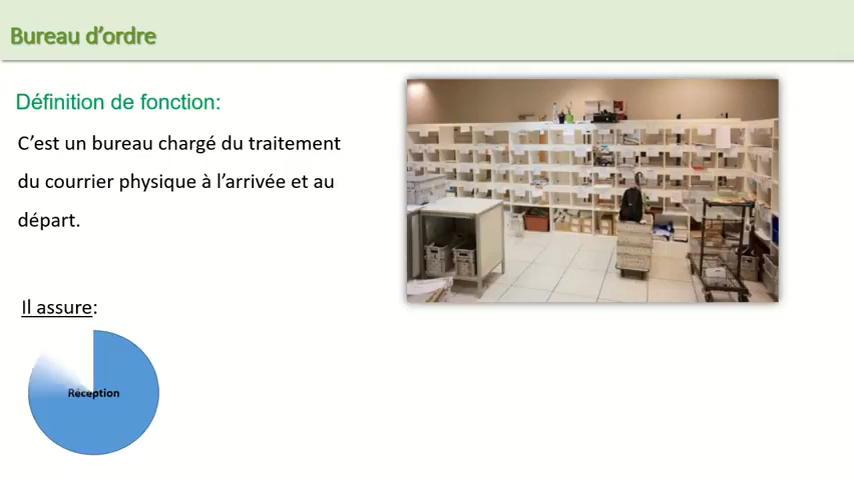 Bureau d’ordre
Définition de fonction:
C’est un bureau chargé du traitement
du courrier physique à l’arrivée et au
départ.
Il assure:
Réception